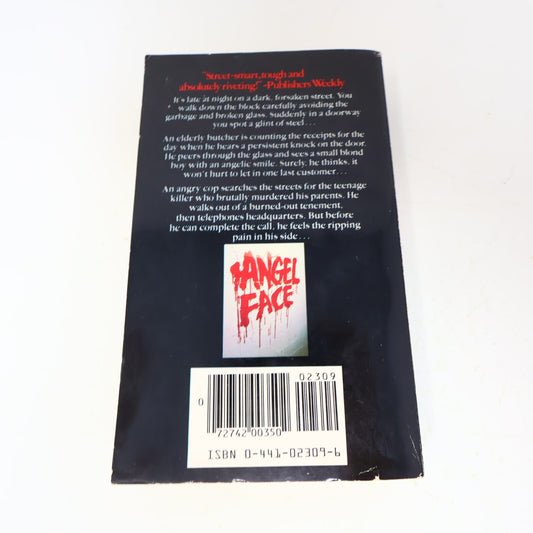 "Street-smart, tough and
absolutely riveting!" -Publishers Weekly
It's late at night on a dark, forsaken street. You
walk down the block carefully avoiding the
garbage and broken glass. Suddenly in a doorway
you spot a glint of steel...
An elderly butcher is counting the receipts for the
day when he hears a persistent knock on the door.
He peers through the glass and sees a small blond
boy with an angelic smile. Surely, he thinks, it
won't hurt to let in one last customer...
An angry cop searches the streets for the teenage
killer who brutally murdered his parents. He
walks out of a burned-out tenement,
then telephones headquarters. But before
he can complete the call, he feels the ripping
pain in his side...
ANGEL
FACE
02309
0
72742 00350
ISBN 0-441-02309-6